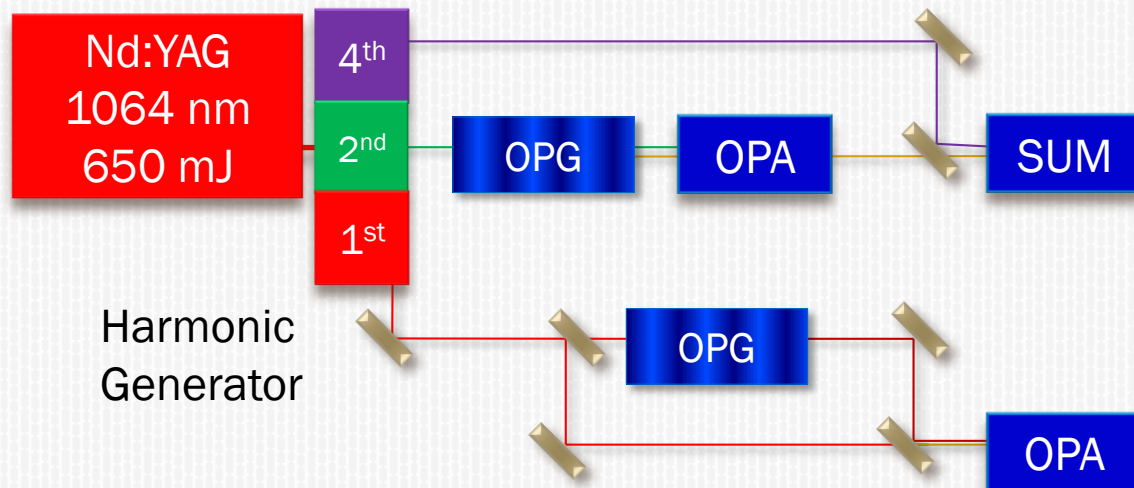 Nd:YAG
1064 nm
650 mJ
4th
2nd
1st
OPG
OPA
SUM
Harmonic
Generator
OPG
OPA